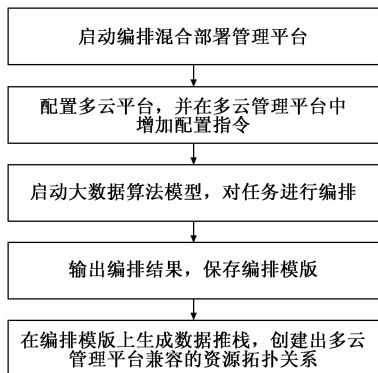 启动编排混合部署管理平台
配置多云平台，并在多云管理平台中
增加配置指令
启动大数据算法模型，对任务进行编排
输出编排结果，保存编排模版
在编排模版上生成数据推栈，创建出多云
管理平台兼容的资源拓扑关系